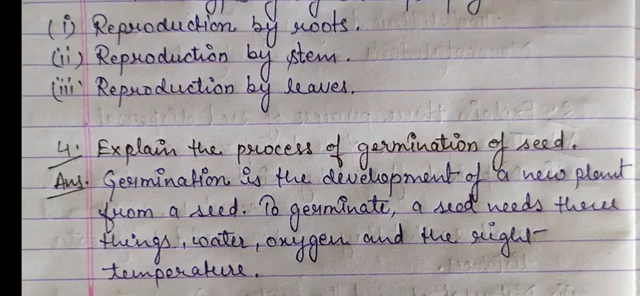 (i) Reproduction by roots.
(ii) Reproduction by stem.
(iii) Reproduction by leaves.
4. Explain the process of germination of seed.
Ans. Germination is the development of a new plant
from a seed. To germinate, a seed needs there
things, water, oxygen and the right
temperature.